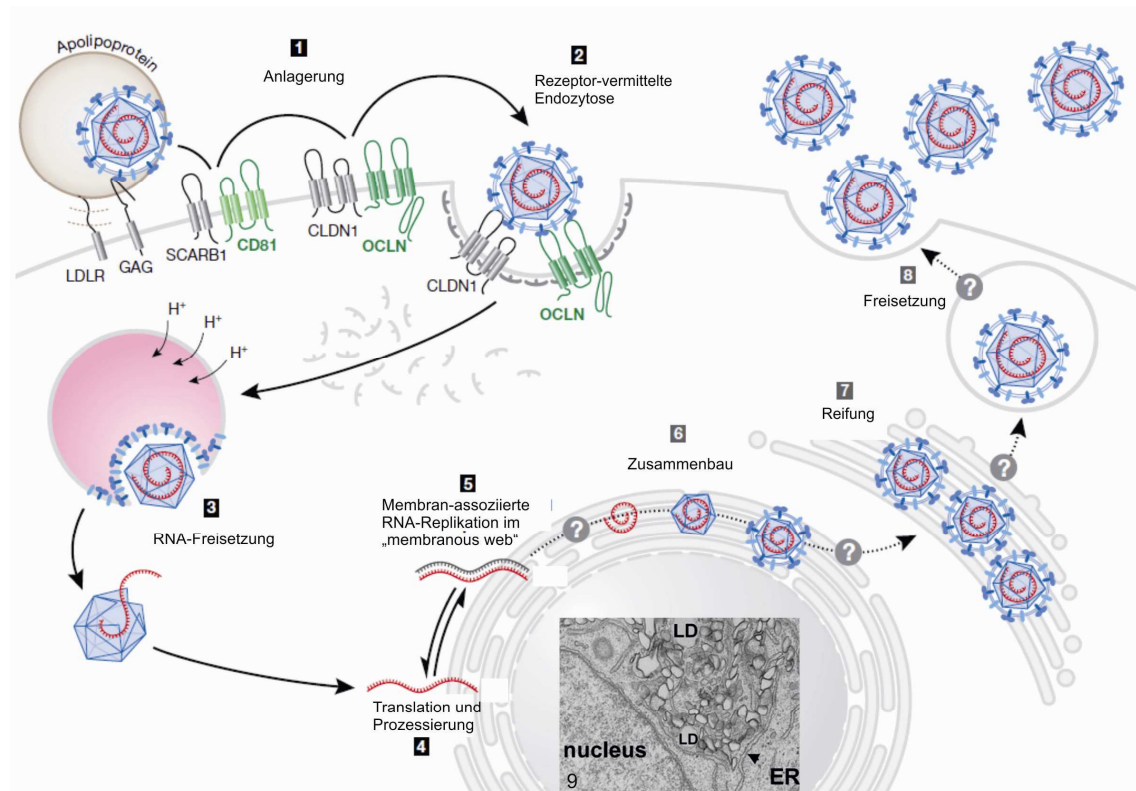 Apolipoprotein
1
Anlagerung
2
Rezeptor-vermittelte
Endozytose
LDLR
GAG
SCARB1
CD81
CLDN1
OCLN
CLDN1
OCLN
H+
H+
H+
3
RNA-Freisetzung
4
Translation und
Prozessierung
5
Membran-assoziierte
RNA-Replikation im
„membranous web“
?
6
Zusammenbau
?
7
Reifung
?
8
Freisetzung
?
LD
LD
nucleus
ER
9